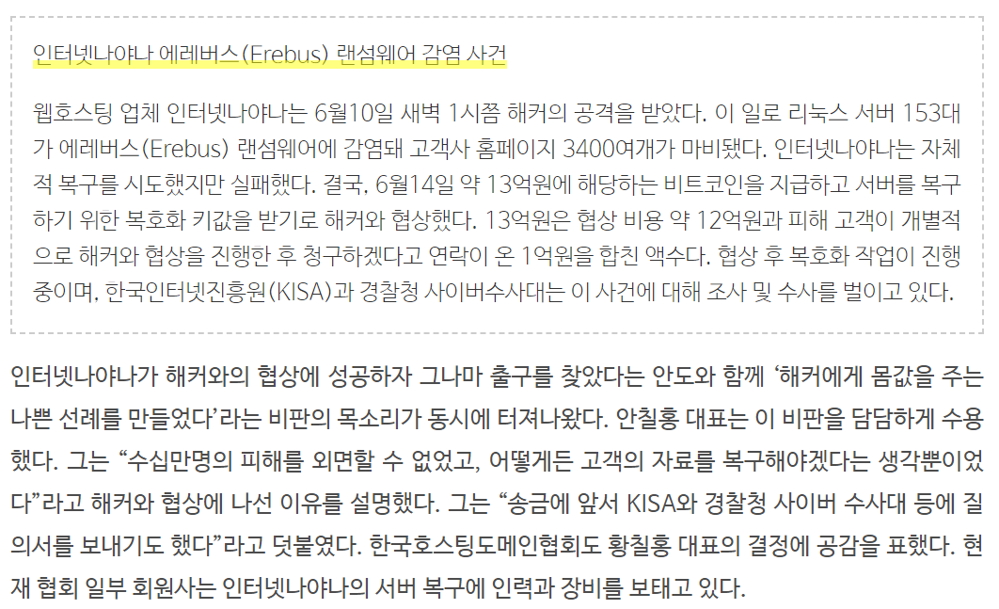 인터넷나야나 에레버스(Erebus) 랜섬웨어 감염 사건
웹호스팅 업체 인터넷나야나는 6월10일 새벽 1시쯤 해커의 공격을 받았다. 이 일로 리눅스 서버 153대
가 에레버스(Erebus) 랜섬웨어에 감염돼 고객사 홈페이지 3400여개가 마비됐다. 인터넷나야나는 자체
적 복구를 시도했지만 실패했다. 결국. 6월14일 약 13억원에 해당하는 비트코인을 지급하고 서버를 복구
하기 위한 복호화 키값을 받기로 해커와 협상했다. 13억원은 협상 비용 약 12억원과 피해 고객이 개별적
으로 해커와 협상을 진행한 후 청구하겠다고 연락이 온 1억원을 합친 액수다. 협상 후 복호화 작업이 진행
중이며, 한국인터넷진흥원(KISA)과 경찰청 사이버수사대는 이 사건에 대해 조사 및 수사를 벌이고 있다.
인터넷나야나가 해커와의 협상에 성공하자 그나마 출구를 찾았다는 안도와 함께 ‘해커에게 몸값을 주는
나쁜 선례를 만들었다’라는 비판의 목소리가 동시에 터져나왔다. 안칠홍 대표는 이 비판을 담담하게 수용
했다. 그는 “수십만명의 피해를 외면할 수 없었고, 어떻게든 고객의 자료를 복구해야겠다는 생각뿐이었
다”라고 해커와 협상에 나선 이유를 설명했다. 그는 “송금에 앞서 KISA와 경찰청 사이버 수사대 등에 질
의서를 보내기도 했다”라고 덧붙였다. 한국호스팅도메인협회도 황칠홍 대표의 결정에 공감을 표했다. 현
재 협회 일부 회원사는 인터넷나야나의 서버 복구에 인력과 장비를 보태고 있다.